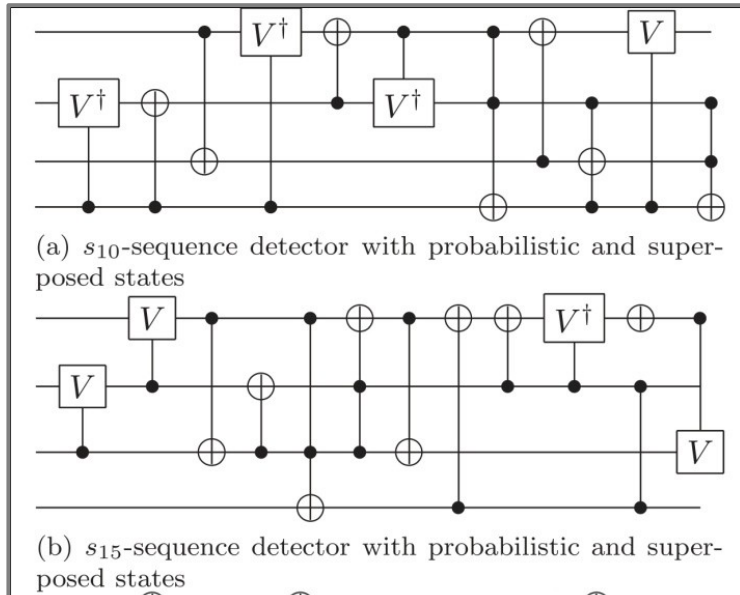 V† V
V† V†
(a) s₁₀-sequence detector with probabilistic and super-
posed states
V V†
V
V
(b) s₁₅-sequence detector with probabilistic and super-
posed states